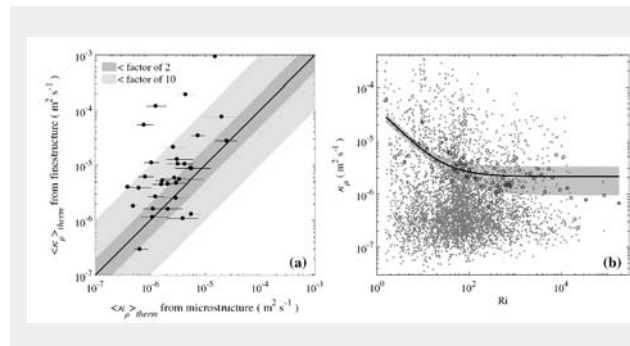 < factor of 2
< factor of 10
<κρ>therm from finestructure ( m² s⁻¹)
10⁻³
10⁻⁴
10⁻⁵
10⁻⁶
10⁻⁷
10⁻⁷ 10⁻⁶ 10⁻⁵ 10⁻⁴ 10⁻³
<κρ>therm from microstructure ( m² s⁻¹)
(a)
κρ (m² s⁻¹)
10⁻⁴
10⁻⁵
10⁻⁶
10⁻⁷
10⁰ 10² 10⁴
Ri
(b)